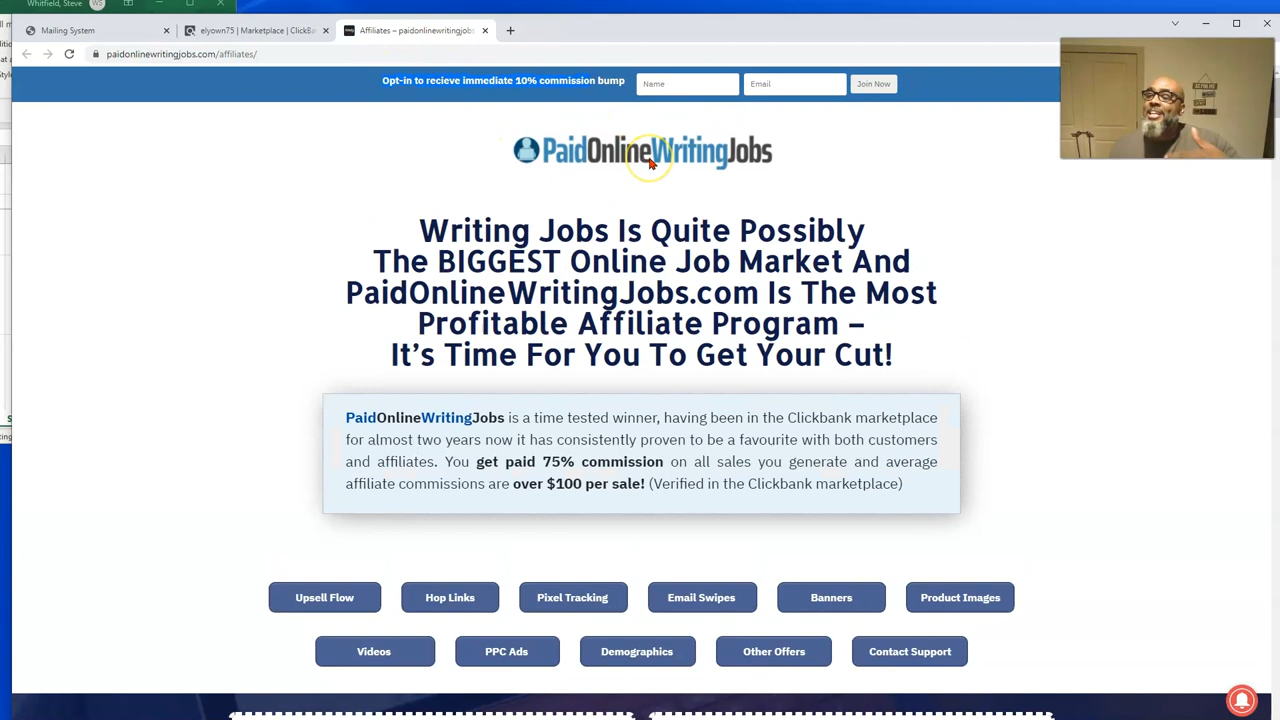 Whitfield, Steve WS
Mailing System
elyown75 | Marketplace | ClickBa
Affiliates – paidonlinewritingjobs
paidonlinewritingjobs.com/affiliates/
Opt-in to recieve immediate 10% commission bump
Name
Email
Join Now
PaidOnlineWritingJobs
Writing Jobs Is Quite Possibly
The BIGGEST Online Job Market And
PaidOnlineWritingJobs.com Is The Most
Profitable Affiliate Program –
It's Time For You To Get Your Cut!
PaidOnlineWritingJobs is a time tested winner, having been in the Clickbank marketplace
for almost two years now it has consistently proven to be a favourite with both customers
and affiliates. You get paid 75% commission on all sales you generate and average
affiliate commissions are over $100 per sale! (Verified in the Clickbank marketplace)
Upsell Flow
Hop Links
Pixel Tracking
Email Swipes
Banners
Product Images
Videos
PPC Ads
Demographics
Other Offers
Contact Support